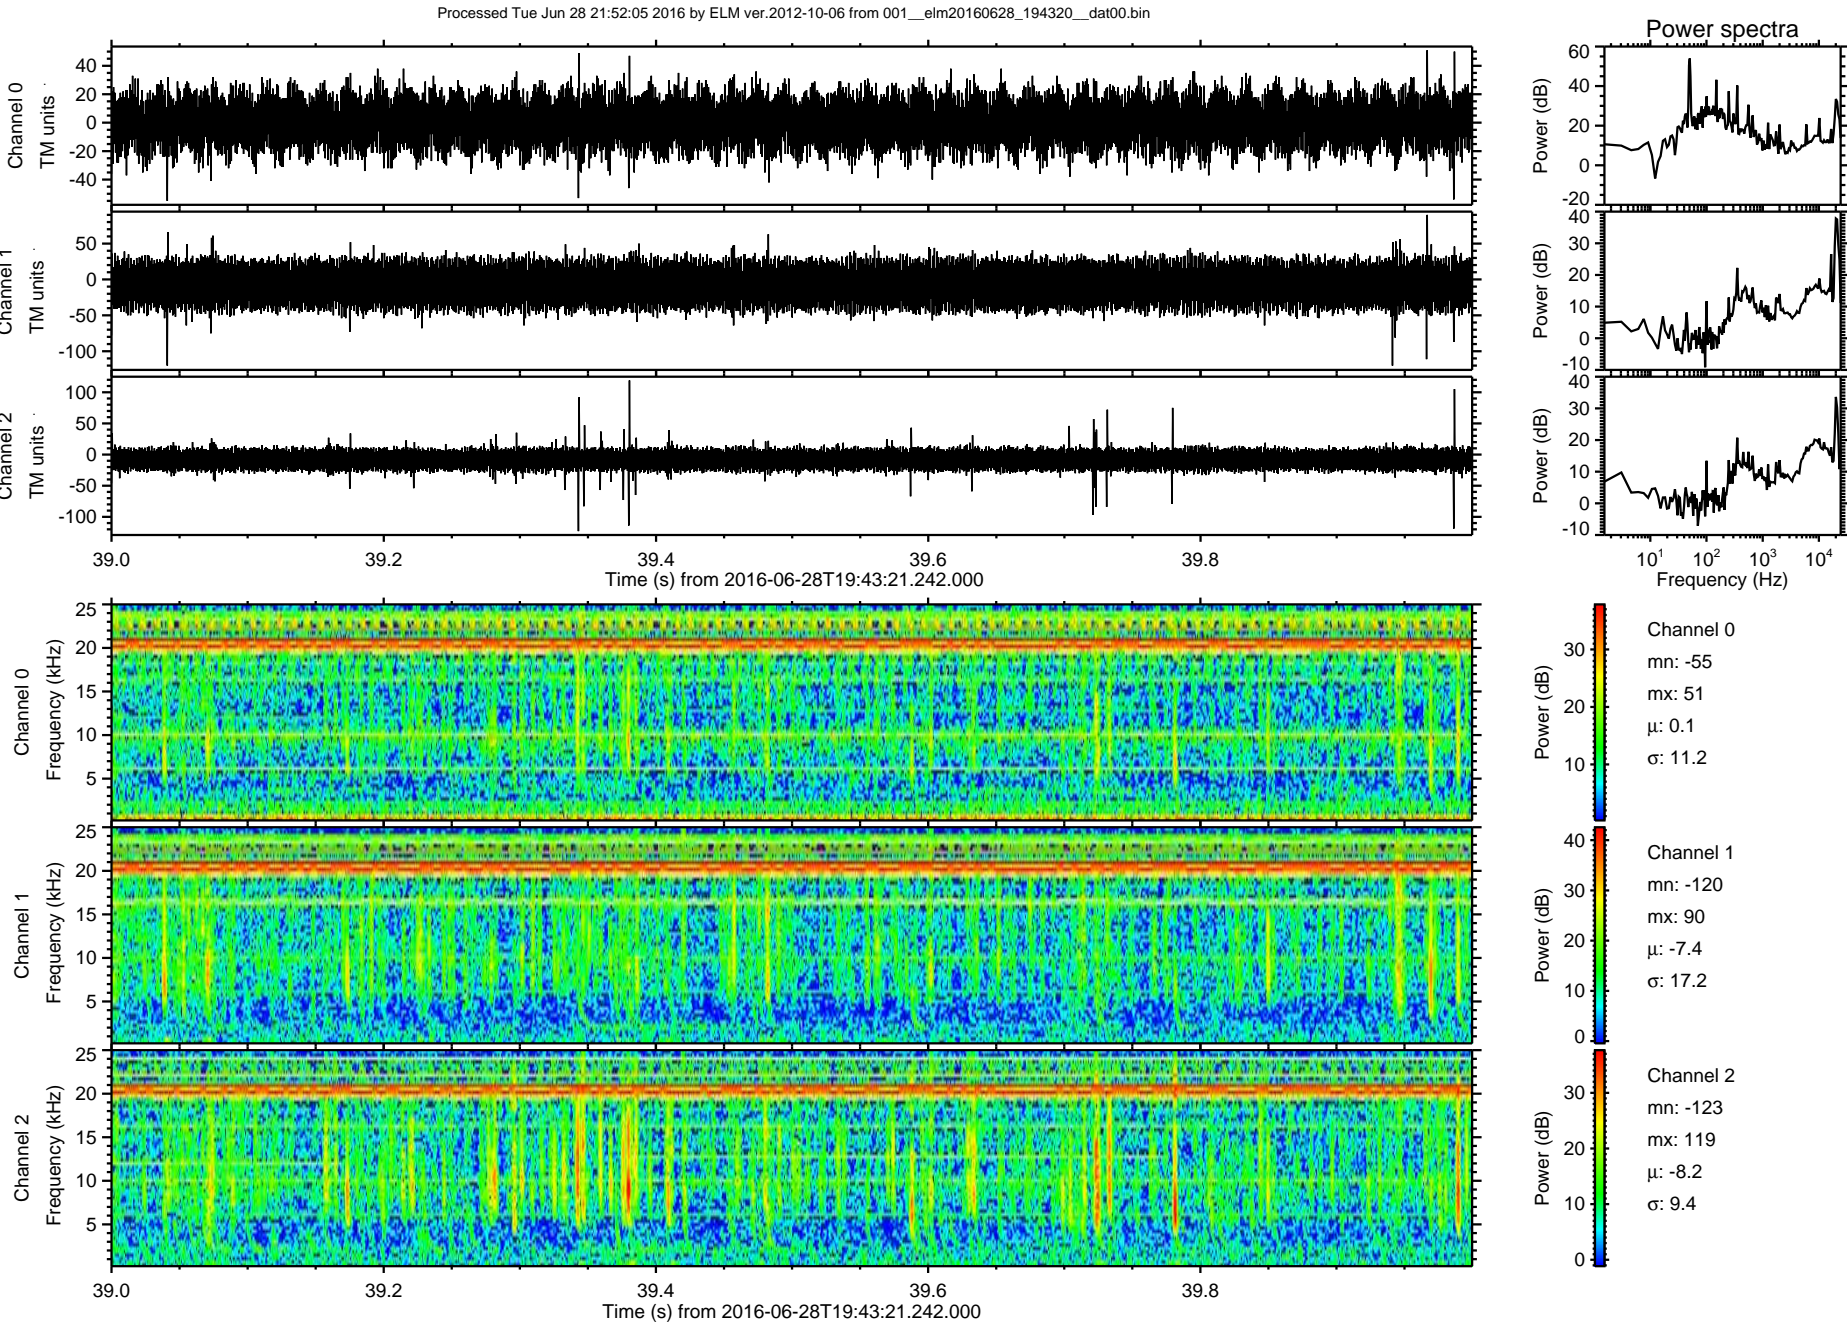 Processed Tue Jun 28 21:52:05 2016 by ELM ver.2012-10-06 from 001__elm20160628_194320__dat00.bin
Power spectra
Channel 0
TM units
40
20
0
-20
-40
Power (dB)
60
40
20
0
-20
Channel 1
TM units
50
0
-50
-100
Power (dB)
40
30
20
10
0
-10
Channel 2
TM units
100
50
0
-50
-100
Power (dB)
40
30
20
10
0
-10
39.0 39.2 39.4 39.6 39.8
Time (s) from 2016-06-28T19:43:21.242.000
10¹ 10² 10³ 10⁴
Frequency (Hz)
Channel 0
Frequency (kHz)
25
20
15
10
5
Power (dB)
30
20
10
Channel 0
mn: -55
mx: 51
μ: 0.1
σ: 11.2
Channel 1
Frequency (kHz)
25
20
15
10
5
Power (dB)
40
30
20
10
0
Channel 1
mn: -120
mx: 90
μ: -7.4
σ: 17.2
Channel 2
Frequency (kHz)
25
20
15
10
5
Power (dB)
30
20
10
0
Channel 2
mn: -123
mx: 119
μ: -8.2
σ: 9.4
39.0 39.2 39.4 39.6 39.8
Time (s) from 2016-06-28T19:43:21.242.000